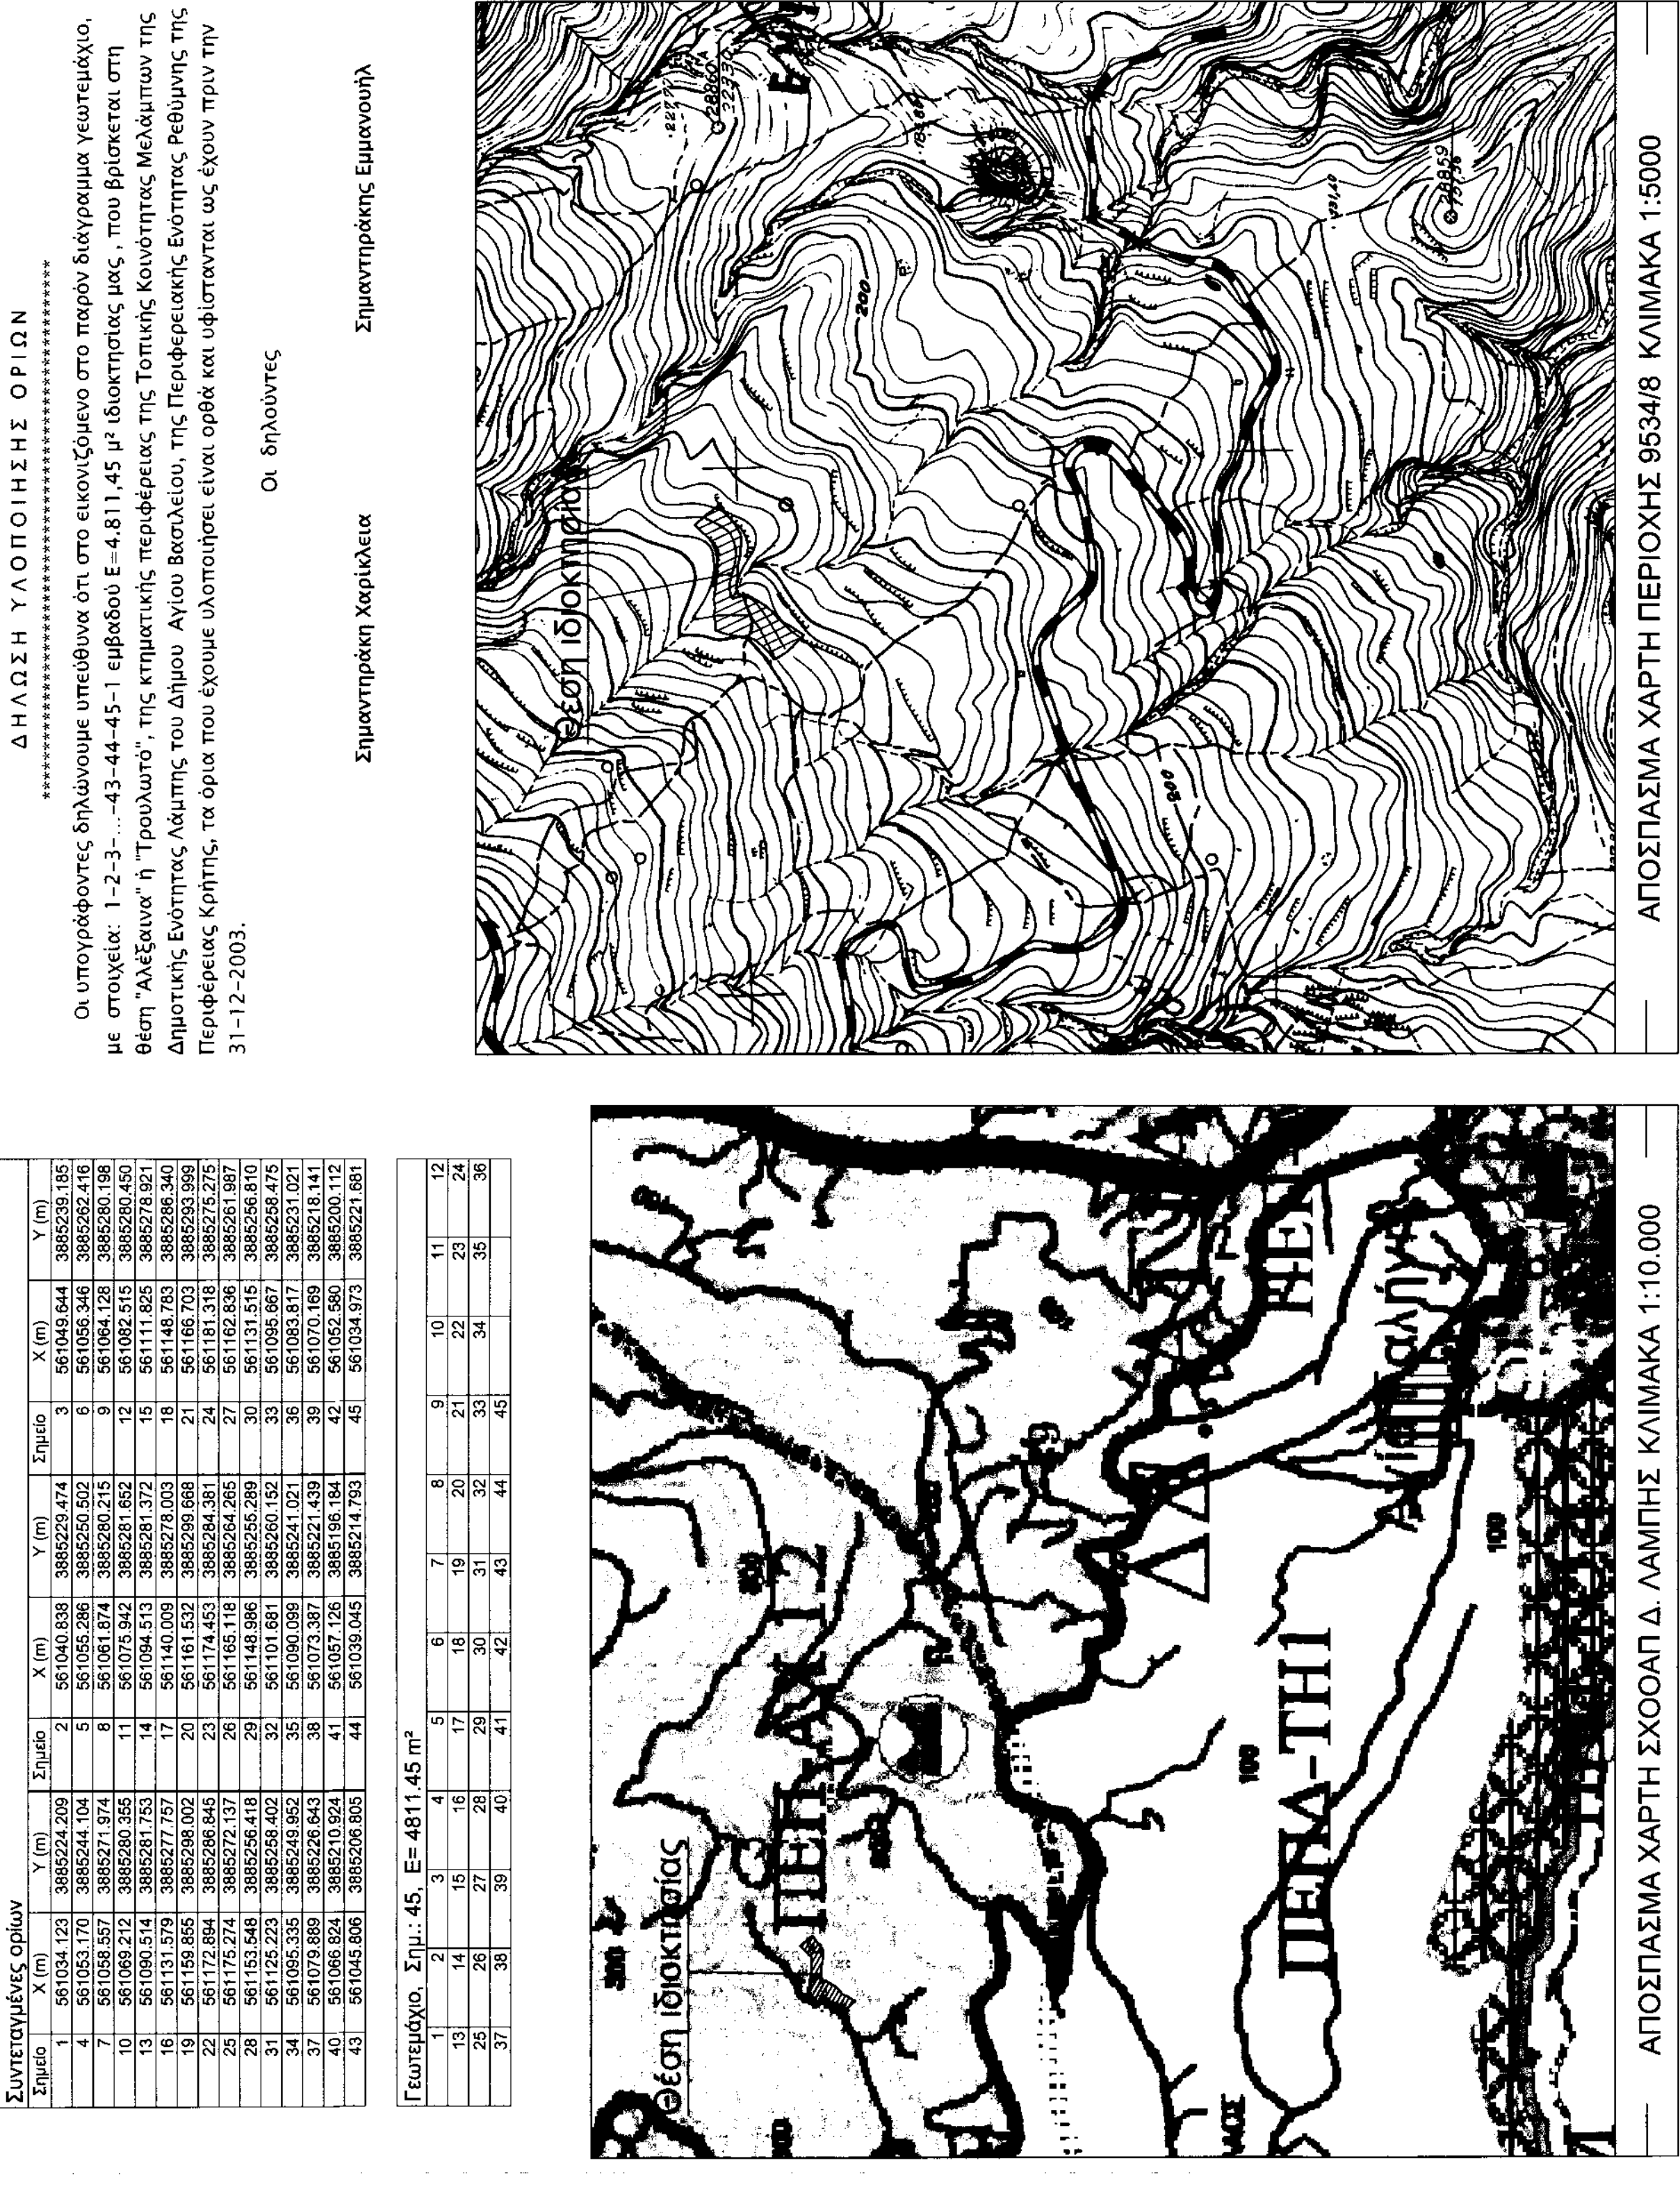 Συντεταγμένες ορίων
Σημείο X (m) Y (m) Σημείο X (m) Y (m) Σημείο X (m) Y (m)
1 561034.123 3885224.209 2 561040.838 3885229.474 3 561049.644 3885239.185
4 561053.170 3885244.104 5 561055.286 3885250.502 6 561056.346 3885262.416
7 561058.557 3885271.974 8 561061.874 3885280.215 9 561064.128 3885280.198
10 561069.212 3885280.355 11 561075.942 3885281.652 12 561082.515 3885280.450
13 561090.514 3885281.753 14 561094.513 3885281.372 15 561111.825 3885278.921
16 561131.579 3885277.757 17 561140.009 3885278.003 18 561148.783 3885286.340
19 561159.855 3885298.002 20 561161.532 3885299.668 21 561166.703 3885293.999
22 561172.894 3885286.845 23 561174.453 3885284.381 24 561181.318 3885275.275
25 561175.274 3885272.137 26 561165.118 3885264.265 27 561162.836 3885261.987
28 561153.548 3885256.418 29 561148.986 3885255.289 30 561131.515 3885256.810
31 561125.223 3885258.402 32 561101.681 3885260.152 33 561095.667 3885258.475
34 561095.335 3885249.952 35 561090.099 3885241.021 36 561083.817 3885231.021
37 561079.889 3885226.643 38 561073.387 3885221.439 39 561070.169 3885218.141
40 561066.824 3885210.924 41 561057.126 3885196.184 42 561052.580 3885200.112
43 561045.806 3885206.805 44 561039.045 3885214.793 45 561034.973 3885221.681
Γεωτεμάχιο, Σημ.: 45, E= 4811.45 m²
1 2 3 4 5 6 7 8 9 10 11 12
13 14 15 16 17 18 19 20 21 22 23 24
25 26 27 28 29 30 31 32 33 34 35 36
37 38 39 40 41 42 43 44 45
Θέση ιδιοκτησίας
300
ΠΕΠ-ΑΧ 12
ΠΕΠΔ-ΤΗ1
100
100
ΑΠΟΣΠΑΣΜΑ ΧΑΡΤΗ ΣΧΟΟΑΠ Δ. ΛΑΜΠΗΣ ΚΛΙΜΑΚΑ 1:10.000
ΔΗΛΩΣΗ ΥΛΟΠΟΙΗΣΗΣ ΟΡΙΩΝ
************************************************
Οι υπογράφοντες δηλώνουμε υπεύθυνα ότι στο εικονιζόμενο στο παρόν διάγραμμα γεωτεμάχιο,
με στοιχεία: 1-2-3-...-43-44-45-1 εμβαδού Ε=4.811,45 μ² ιδιοκτησίας μας , που βρίσκεται στη
θέση "Αλέξαινα" ή "Τρουλωτό", της κτηματικής περιφέρειας της Τοπικής Κοινότητας Μελάμπων της
Δημοτικής Ενότητας Λάμπης του Δήμου Αγίου Βασιλείου, της Περιφερειακής Ενότητας Ρεθύμνης της
Περιφέρειας Κρήτης, τα όρια που έχουμε υλοποιήσει είναι ορθά και υφίστανται ως έχουν πριν την
31-12-2003.
Οι δηλούντες
Σημαντηράκη Χαρίκλεια Σημαντηράκης Εμμανουήλ
Θέση ιδιοκτησίας
28860
200
200
28859
ΑΠΟΣΠΑΣΜΑ ΧΑΡΤΗ ΠΕΡΙΟΧΗΣ 9534/8 ΚΛΙΜΑΚΑ 1:5000